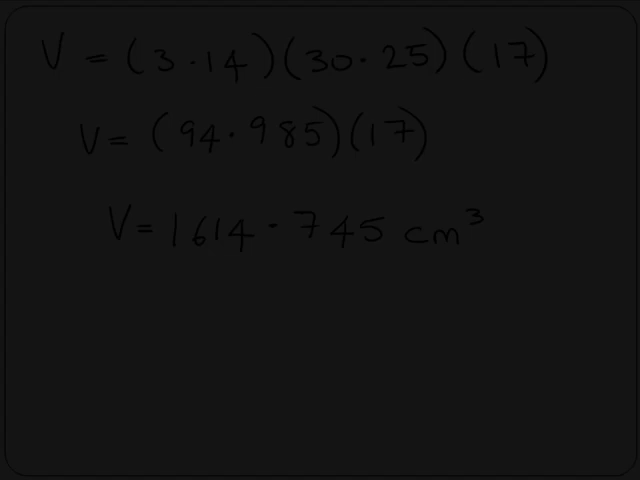 V = (3.14)(30.25)(17)
V = (94.985)(17)
V = 1614.745 cm³